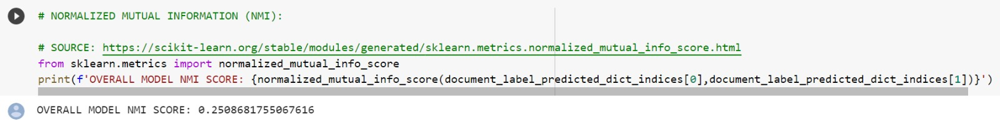 # NORMALIZED MUTUAL INFORMATION (NMI):
# SOURCE: https://scikit-learn.org/stable/modules/generated/sklearn.metrics.normalized_mutual_info_score.html
from sklearn.metrics import normalized_mutual_info_score
print(f'OVERALL MODEL NMI SCORE: {normalized_mutual_info_score(document_label_predicted_dict_indices[0],document_label_predicted_dict_indices[1])}')
OVERALL MODEL NMI SCORE: 0.2508681755067616